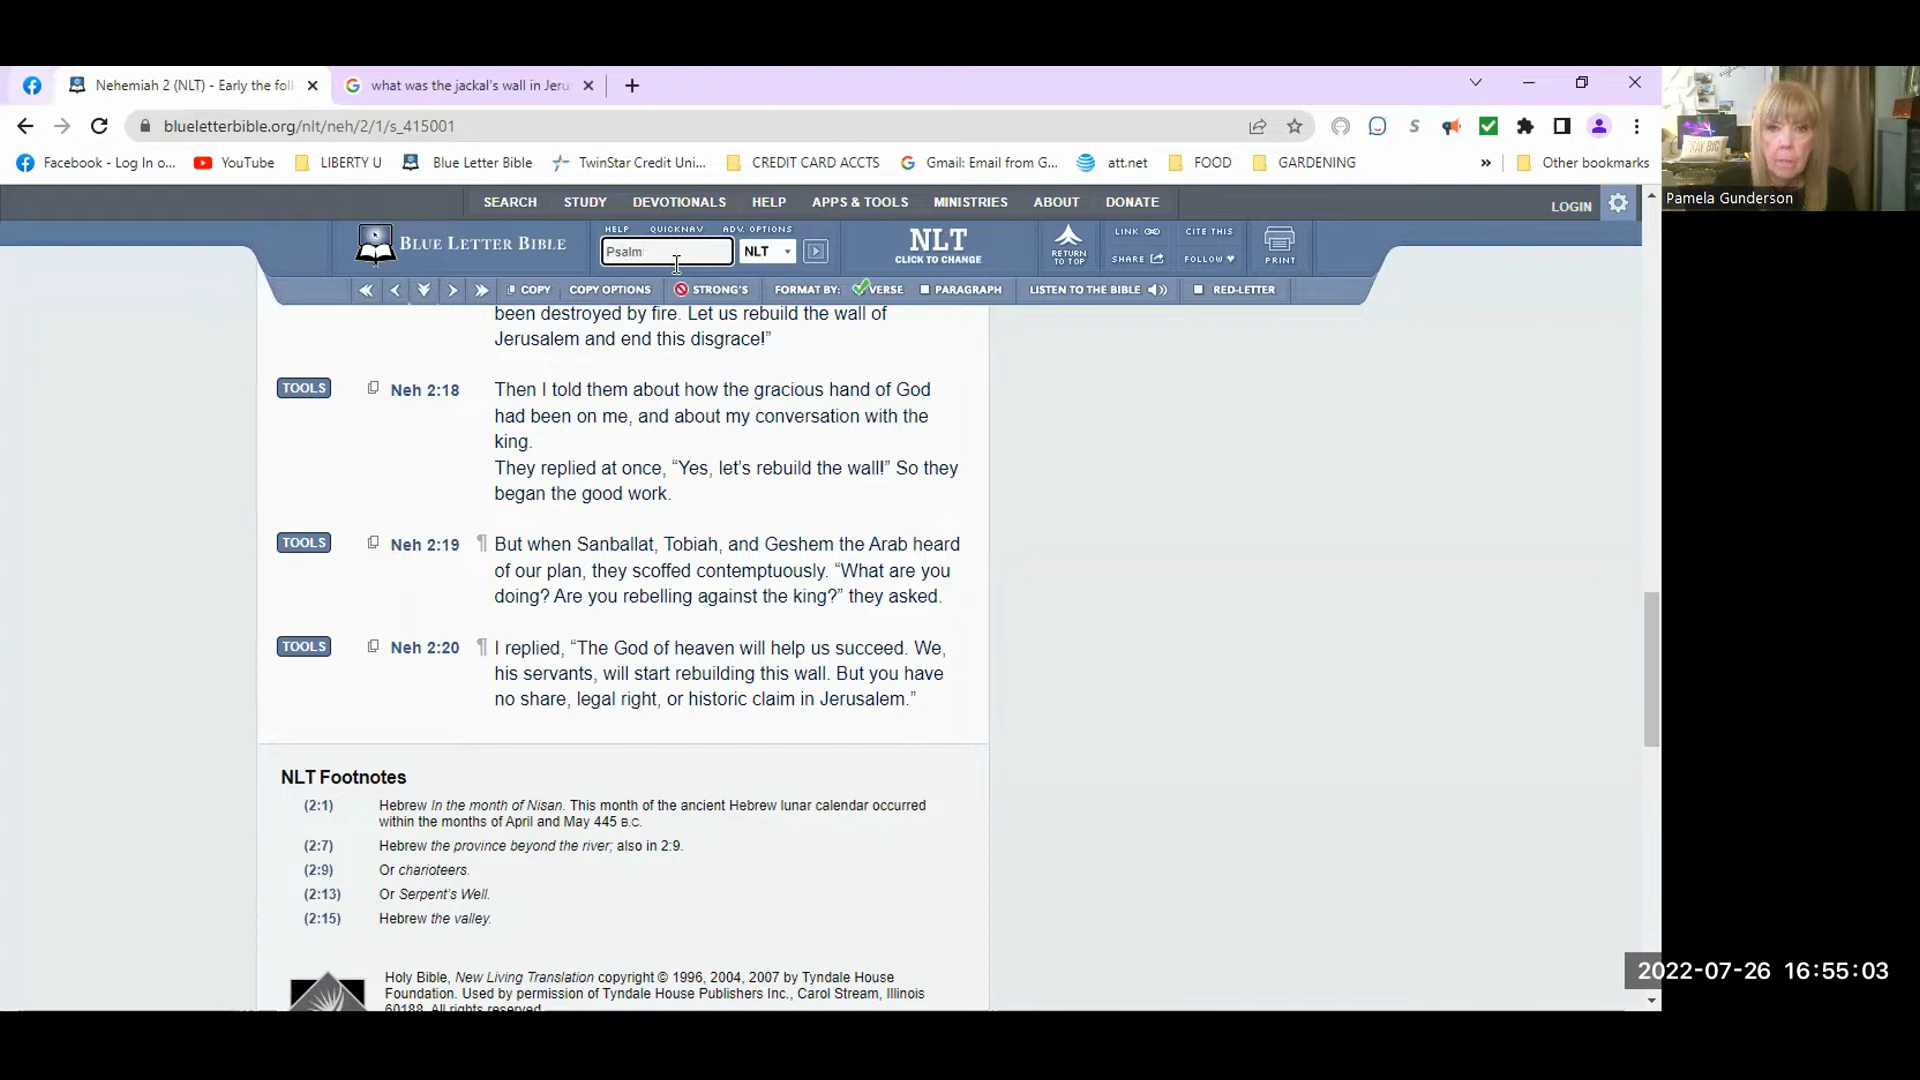 Nehemiah 2 (NLT) - Early the foll
what was the jackal's wall in Jeru
blueletterbible.org/nlt/neh/2/1/s_415001
Facebook - Log In o...
YouTube
LIBERTY U
Blue Letter Bible
TwinStar Credit Uni...
CREDIT CARD ACCTS
Gmail: Email from G...
att.net
FOOD
GARDENING
»
Other bookmarks
Pamela Gunderson
SEARCH STUDY DEVOTIONALS HELP APPS & TOOLS MINISTRIES ABOUT DONATE
LOGIN
BLUE LETTER BIBLE
HELP QUICKNAV ADV. OPTIONS
Psalm
NLT
NLT
CLICK TO CHANGE
RETURN
TO TOP
LINK
CITE THIS
SHARE
FOLLOW
PRINT
COPY COPY OPTIONS STRONG'S FORMAT BY: VERSE PARAGRAPH LISTEN TO THE BIBLE RED-LETTER
been destroyed by fire. Let us rebuild the wall of
Jerusalem and end this disgrace!”
TOOLS Neh 2:18 Then I told them about how the gracious hand of God
had been on me, and about my conversation with the
king.
They replied at once, “Yes, let’s rebuild the wall!” So they
began the good work.
TOOLS Neh 2:19 ¶ But when Sanballat, Tobiah, and Geshem the Arab heard
of our plan, they scoffed contemptuously. “What are you
doing? Are you rebelling against the king?” they asked.
TOOLS Neh 2:20 ¶ I replied, “The God of heaven will help us succeed. We,
his servants, will start rebuilding this wall. But you have
no share, legal right, or historic claim in Jerusalem.”
NLT Footnotes
(2:1) Hebrew In the month of Nisan. This month of the ancient Hebrew lunar calendar occurred
within the months of April and May 445 B.C.
(2:7) Hebrew the province beyond the river; also in 2:9.
(2:9) Or charioteers.
(2:13) Or Serpent's Well.
(2:15) Hebrew the valley.
Holy Bible, New Living Translation copyright © 1996, 2004, 2007 by Tyndale House
Foundation. Used by permission of Tyndale House Publishers Inc., Carol Stream, Illinois
60188. All rights reserved.
2022-07-26 16:55:03